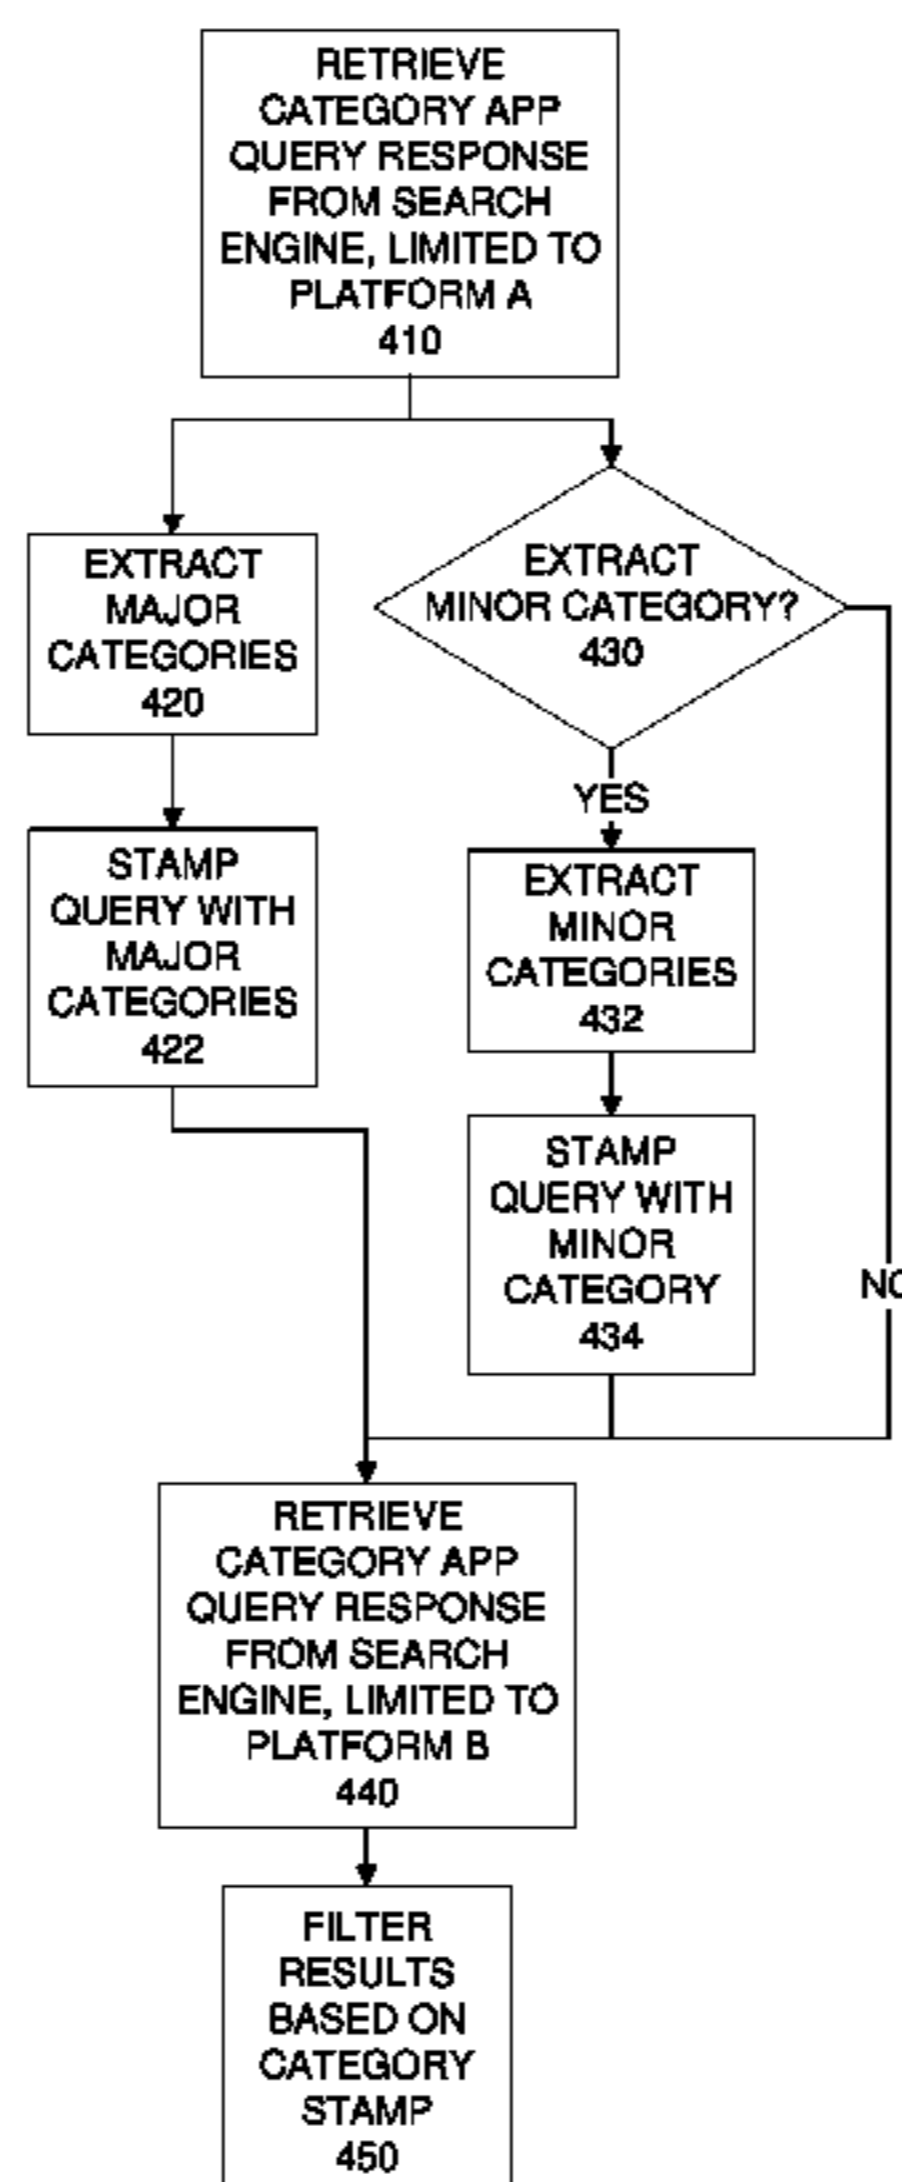 RETRIEVE
CATEGORY APP
QUERY RESPONSE
FROM SEARCH
ENGINE, LIMITED TO
PLATFORM A
410
EXTRACT
MAJOR
CATEGORIES
420
STAMP
QUERY WITH
MAJOR
CATEGORIES
422
EXTRACT
MINOR CATEGORY?
430
YES
EXTRACT
MINOR
CATEGORIES
432
STAMP
QUERY WITH
MINOR
CATEGORY
434
NO
RETRIEVE
CATEGORY APP
QUERY RESPONSE
FROM SEARCH
ENGINE, LIMITED TO
PLATFORM B
440
FILTER
RESULTS
BASED ON
CATEGORY
STAMP
450